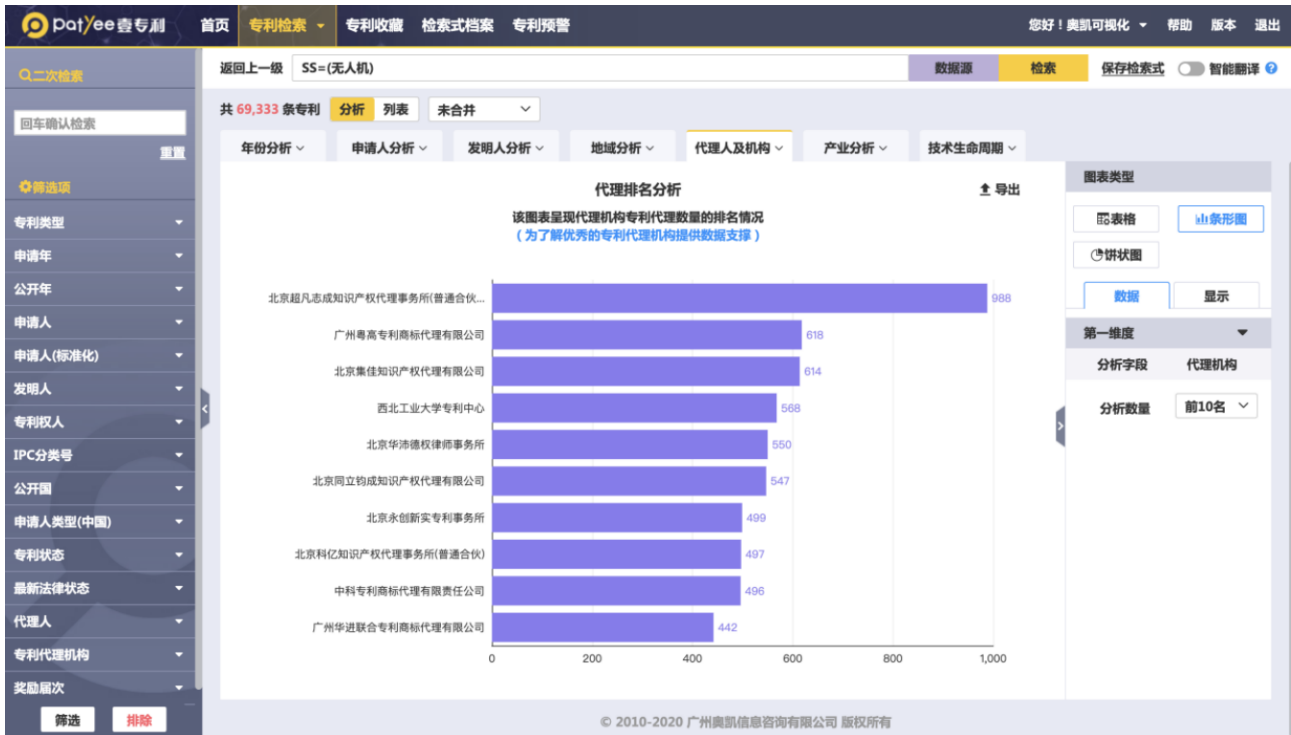 patyee壹专利 首页 专利检索 专利收藏 检索式档案 专利预警 您好！奥凯可视化 帮助 版本 退出
二次检索
回车确认检索
重置
筛选项
专利类型
申请年
公开年
申请人
申请人(标准化)
发明人
专利权人
IPC分类号
公开国
申请人类型(中国)
专利状态
最新法律状态
代理人
专利代理机构
奖励届次
筛选 排除
返回上一级 SS=(无人机) 数据源 检索 保存检索式 智能翻译 ?
共 69,333 条专利 分析 列表 未合并
年份分析 申请人分析 发明人分析 地域分析 代理人及机构 产业分析 技术生命周期
代理排名分析 导出
该图表呈现代理机构专利代理数量的排名情况
（为了解优秀的专利代理机构提供数据支撑）
北京超凡志成知识产权代理事务所(普通合伙... 988
广州粤高专利商标代理有限公司 618
北京集佳知识产权代理有限公司 614
西北工业大学专利中心 568
北京华沛德权律师事务所 550
北京同立钧成知识产权代理有限公司 547
北京永创新实专利事务所 499
北京科亿知识产权代理事务所(普通合伙) 497
中科专利商标代理有限责任公司 496
广州华进联合专利商标代理有限公司 442
0 200 400 600 800 1,000
图表类型
表格 条形图
饼状图
数据 显示
第一维度
分析字段 代理机构
分析数量 前10名
© 2010-2020 广州奥凯信息咨询有限公司 版权所有